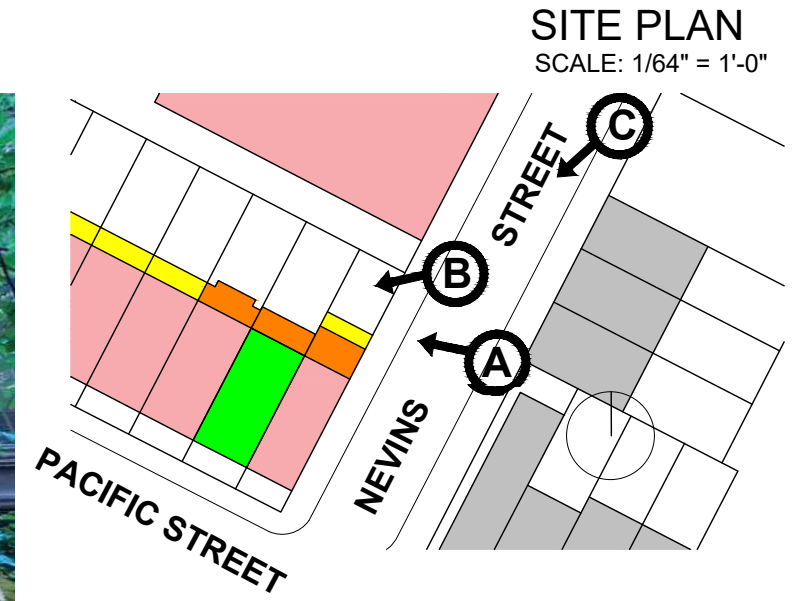 SITE PLAN
SCALE: 1/64" = 1'-0"
C
STREET
B
A
NEVINS
PACIFIC STREET